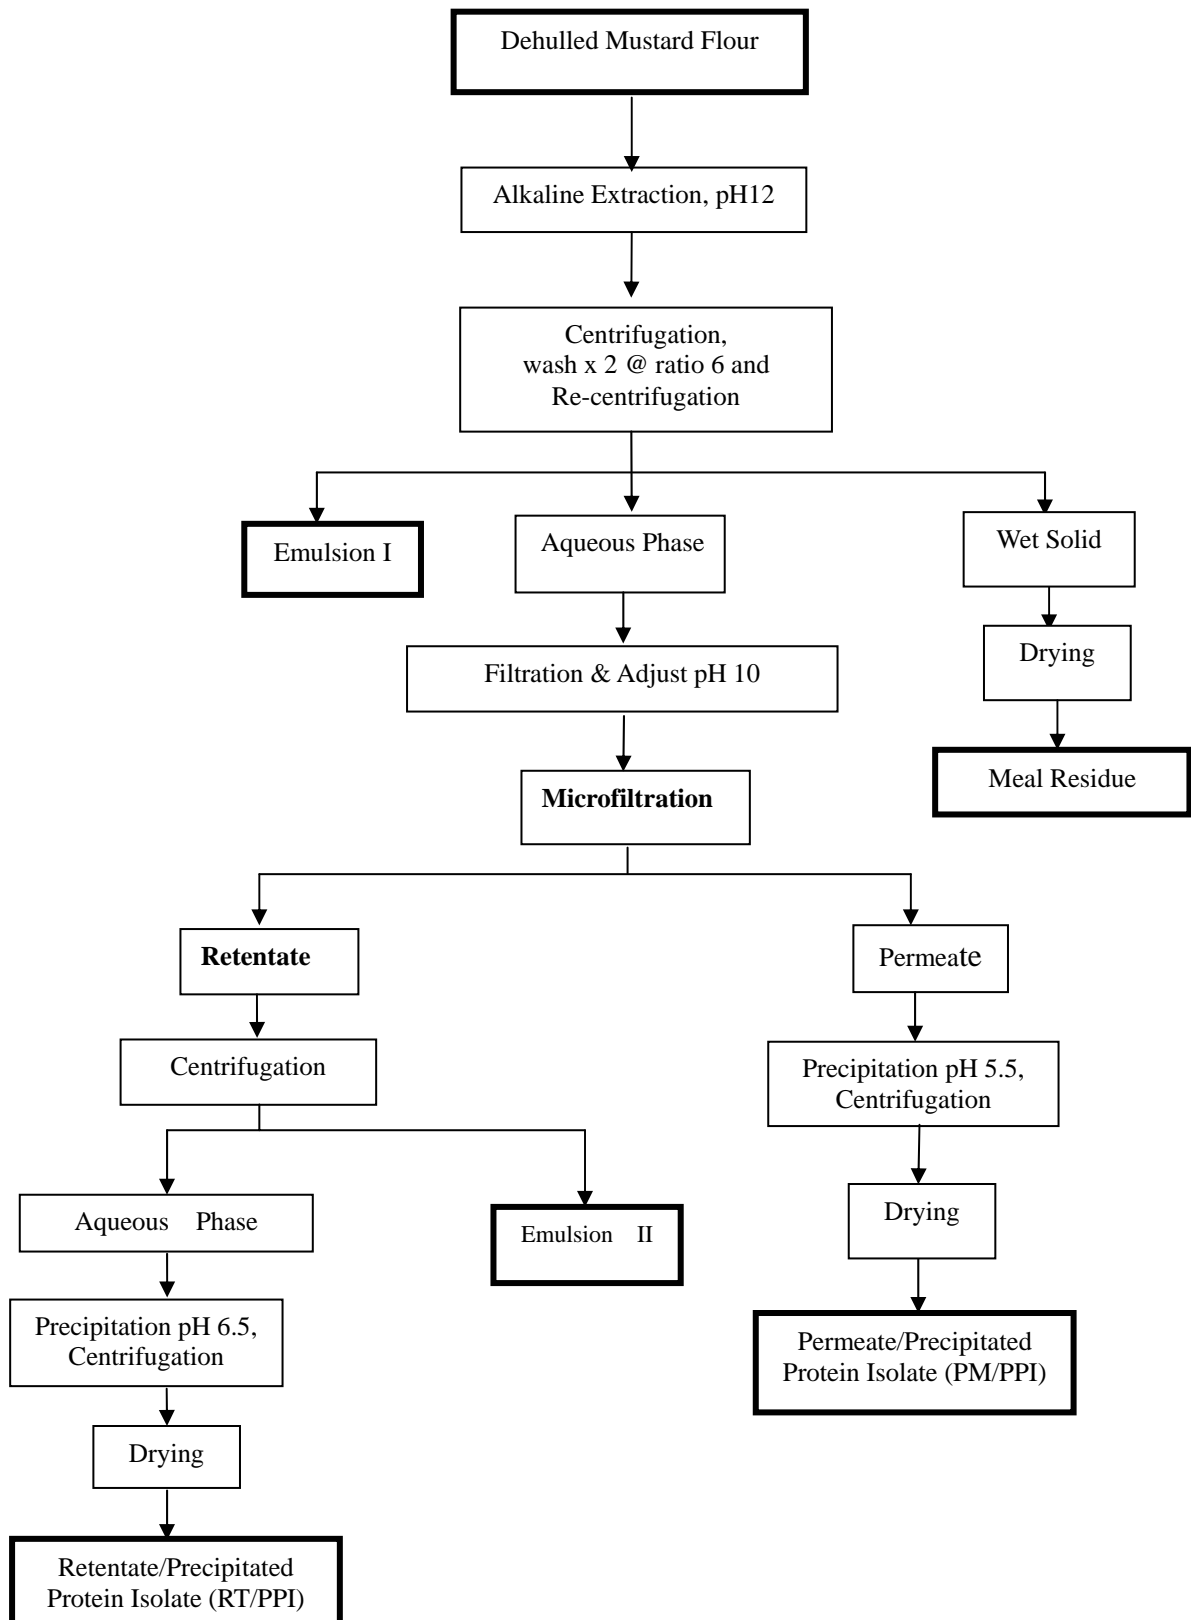 Dehulled Mustard Flour
Alkaline Extraction, pH12
Centrifugation,
wash x 2 @ ratio 6 and
Re-centrifugation
Emulsion I
Aqueous Phase
Wet Solid
Filtration & Adjust pH 10
Drying
Microfiltration
Meal Residue
Retentate
Permeate
Centrifugation
Precipitation pH 5.5,
Centrifugation
Aqueous Phase
Emulsion II
Drying
Precipitation pH 6.5,
Centrifugation
Permeate/Precipitated
Protein Isolate (PM/PPI)
Drying
Retentate/Precipitated
Protein Isolate (RT/PPI)